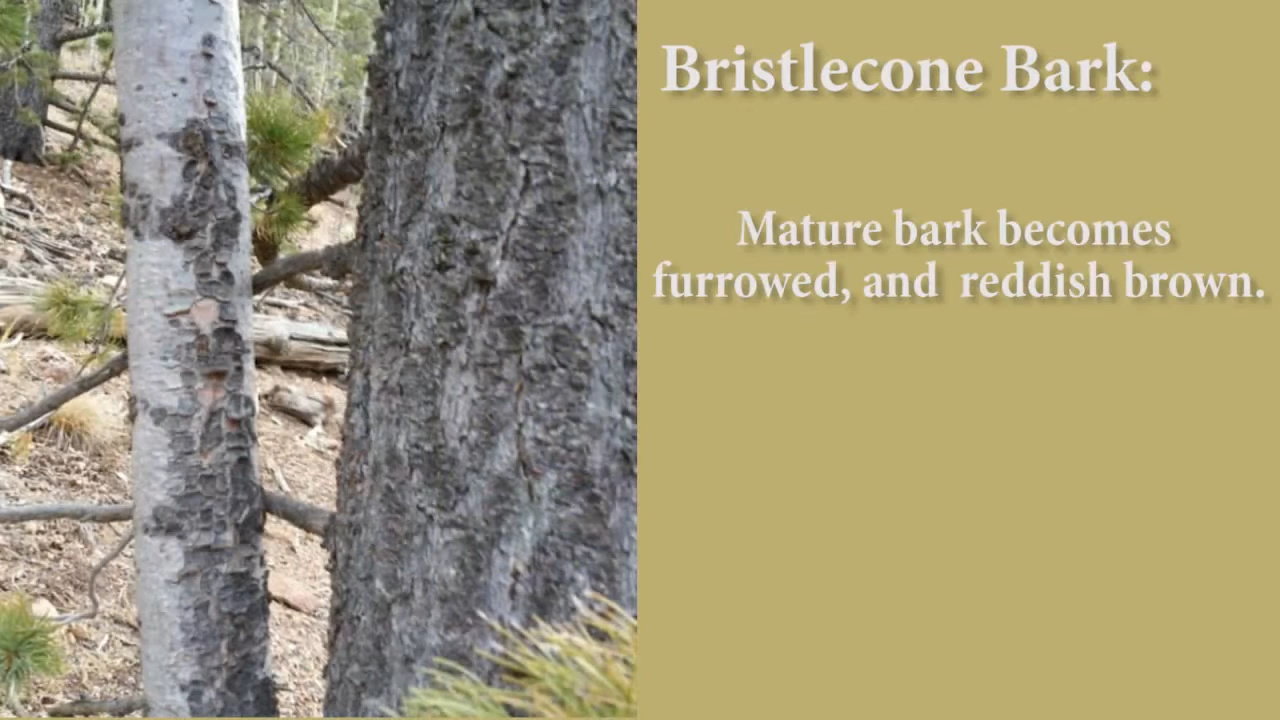 Bristlecone Bark:
Mature bark becomes
furrowed, and  reddish brown.